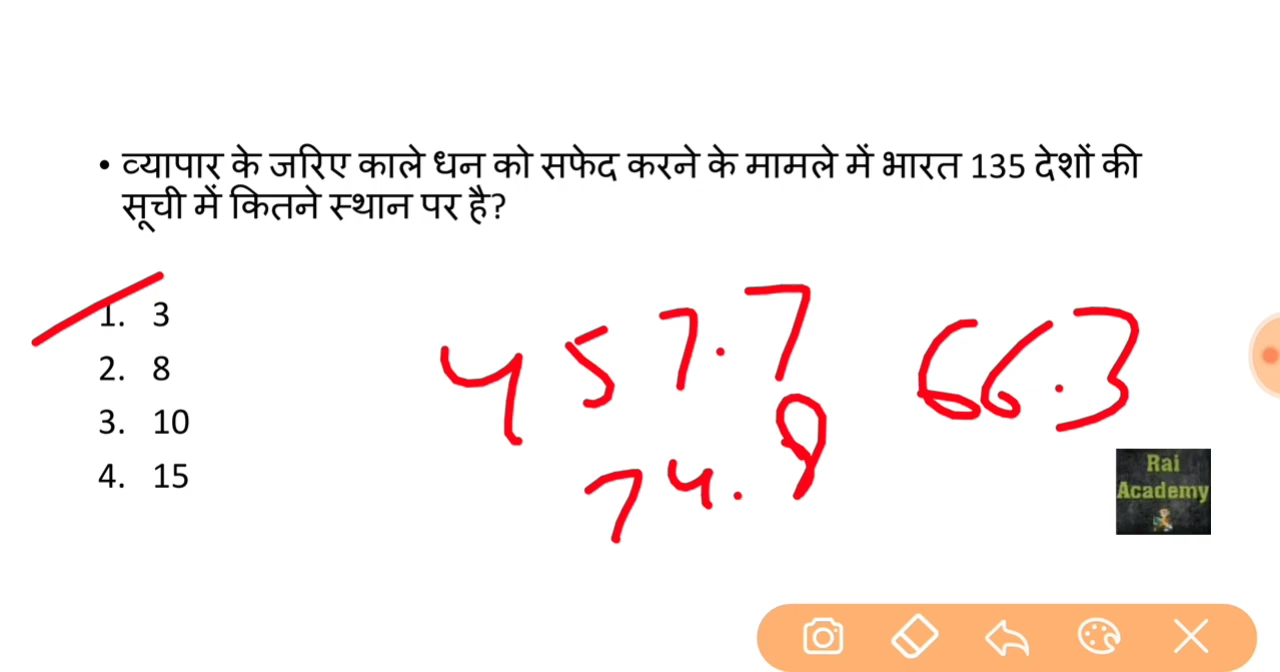 • व्यापार के जरिए काले धन को सफेद करने के मामले में भारत 135 देशों की
सूची में कितने स्थान पर है?
1. 3
2. 8
3. 10
4. 15
457.7
66.3
74.9
Rai
Academy